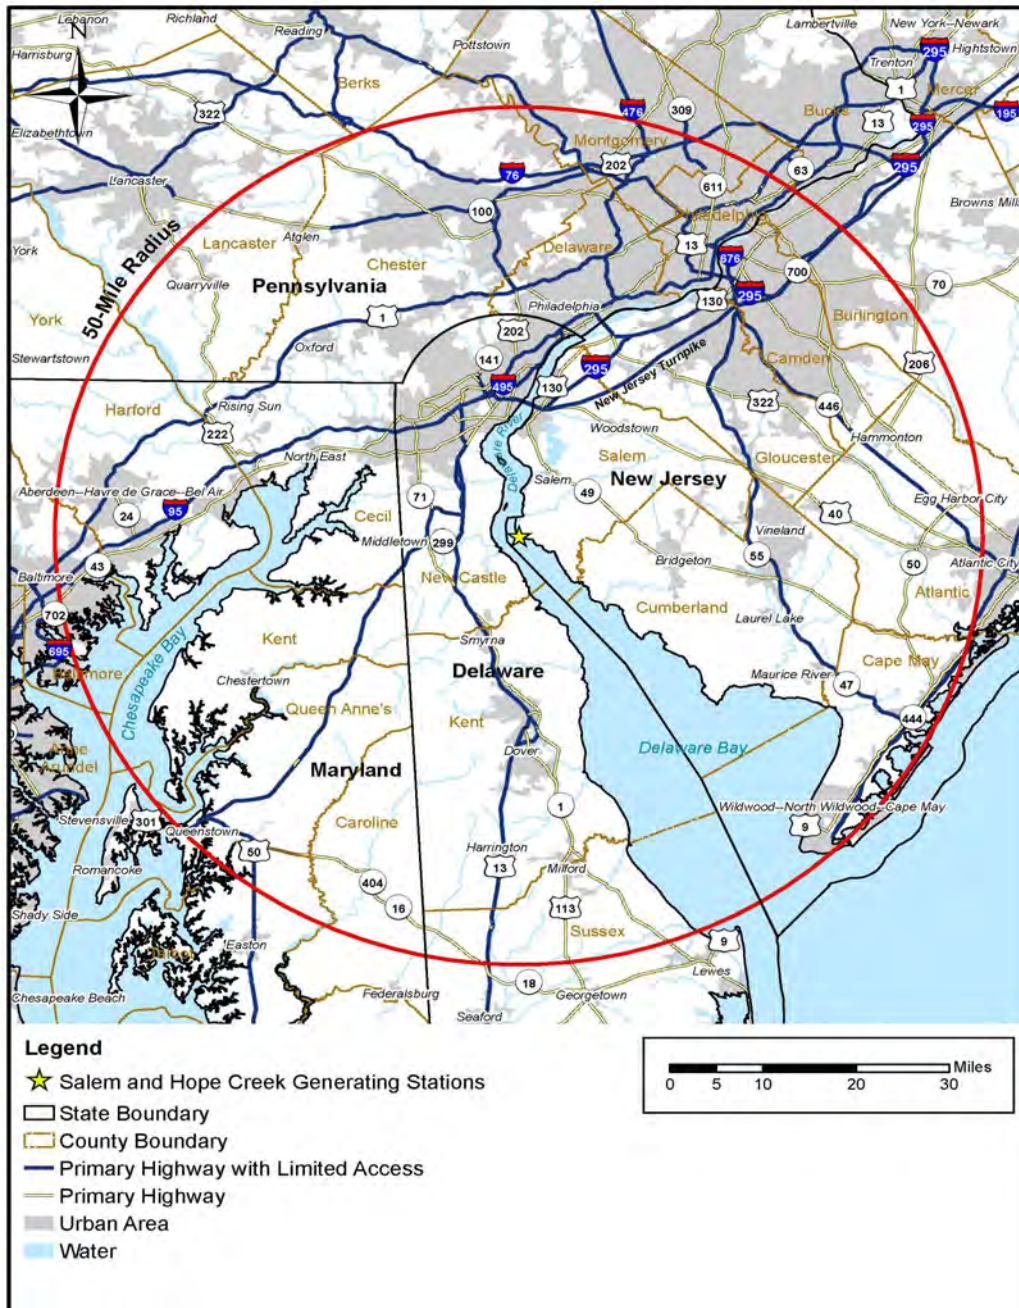 Lebanon
Richland
Reading
Lambertville
New York--Newark
N
Harrisburg
Pottstown
295
Hightstown
Trenton
Berks
1
Mercer
322
476
309
Bucks
13
295
195
Elizabethtown
Montgomery
202
63
295
76
Lancaster
611
Browns Mills
100
Philadelphia
York
50-Mile Radius
Lancaster
Atglen
Delaware
13
676
700
Chester
Quarryville
Pennsylvania
295
70
Philadelphia
130
York
1
202
Burlington
Stewartstown
Oxford
141
295
New Jersey Turnpike
Camden
206
495
130
322
446
Harford
Rising Sun
222
Woodstown
Hammonton
Delaware River
North East
Salem
Gloucester
Salem
New Jersey
Aberdeen--Havre de Grace--Bel Air
71
49
Egg Harbor City
24
95
Cecil
40
Middletown
299
Vineland
43
55
50
Atlantic City
Baltimore
New Castle
Bridgeton
Atlantic
702
Cumberland
Laurel Lake
695
Kent
Smyrna
Cape May
Baltimore
Chesapeake Bay
Chestertown
Delaware
Maurice River
47
Queen Anne's
Kent
444
Anne
Arundel
Dover
Delaware Bay
Maryland
Stevensville
301
1
Wildwood--North Wildwood--Cape May
Queenstown
Caroline
9
50
Harrington
Romancoke
13
Milford
404
16
113
Shady Side
Sussex
9
Easton
Talbot
Lewes
18
Chesapeake Beach
Federalsburg
Georgetown
Seaford
Legend
Salem and Hope Creek Generating Stations
State Boundary
County Boundary
Primary Highway with Limited Access
Primary Highway
Urban Area
Water
Miles
0 5 10 20 30